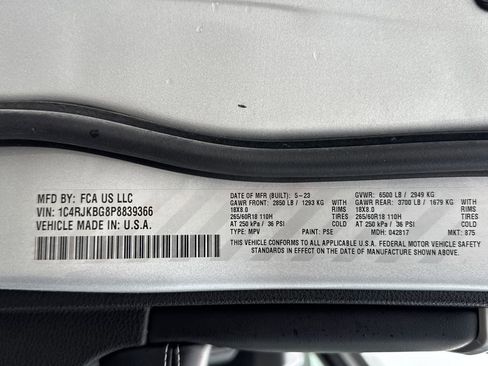 MFD BY: FCA US LLC
VIN: 1C4RJKBG8P8839366
VEHICLE MADE IN: U.S.A.
DATE OF MFR (BUILT): 5-23 GVWR: 6500 LB / 2949 KG
GAWR FRONT: 2850 LB / 1293 KG GAWR REAR: 3700 LB / 1679 KG
18X8.0 RIMS 18X8.0 RIMS
265/60R18 110H TIRES 265/60R18 110H TIRES
AT 250 kPa / 36 PSI COLD AT 250 kPa / 36 PSI COLD
TYPE: MPV PAINT: PSE MDH: 042817 MKT: 875
THIS VEHICLE CONFORMS TO ALL APPLICABLE U.S.A. FEDERAL MOTOR VEHICLE SAFETY
STANDARDS IN EFFECT ON THE DATE OF MANUFACTURE SHOWN ABOVE.